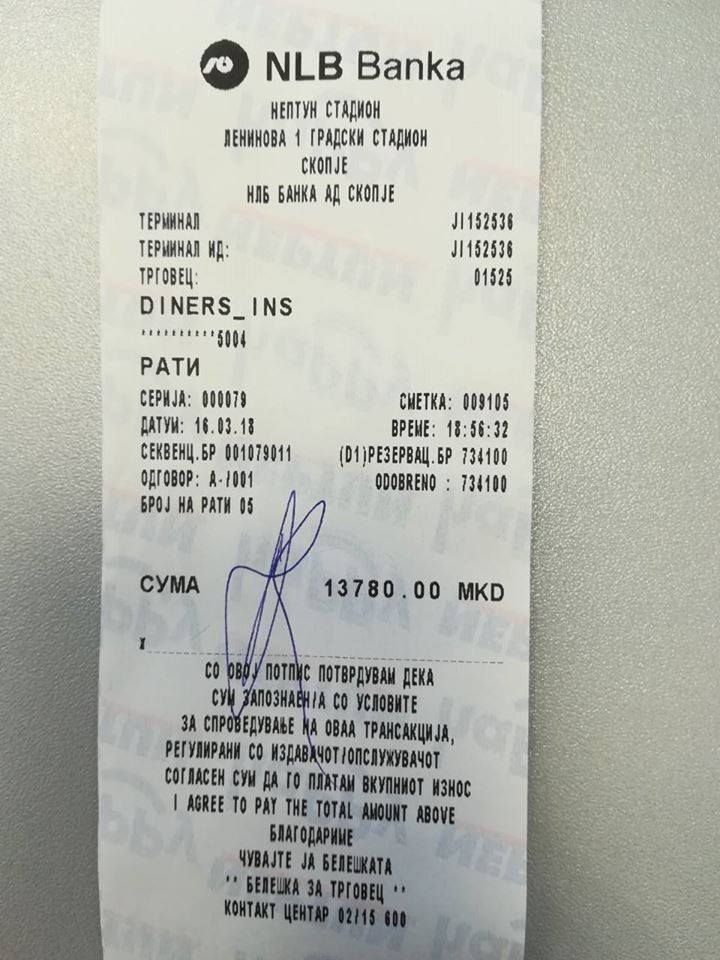 NLB Banka
НЕПТУН СТАДИОН
ЛЕНИНОВА 1 ГРАДСКИ СТАДИОН
СКОПЈЕ
НЛБ БАНКА АД СКОПЈЕ
ТЕРМИНАЛ JI152536
ТЕРМИНАЛ ИД: JI152536
ТРГОВЕЦ: 01525
DINERS_INS
**********5004
РАТИ
СЕРИЈА: 000079 СМЕТКА: 009105
ДАТУМ: 16.03.18 ВРЕМЕ: 18:56:32
СЕКВЕНЦ.БР 001079011 (D1)РЕЗЕРВАЦ.БР 734100
ОДГОВОР: A-/001 ODOBRENO : 734100
БРОЈ НА РАТИ 05
СУМА 13780.00 MKD
X
СО ОВОЈ ПОТПИС ПОТВРДУВАМ ДЕКА
СУМ ЗАПОЗНАЕН/А СО УСЛОВИТЕ
ЗА СПРОВЕДУВАЊЕ НА ОВАА ТРАНСАКЦИЈА,
РЕГУЛИРАНИ СО ИЗДАВАЧОТ/ОПСЛУЖУВАЧОТ
СОГЛАСЕН СУМ ДА ГО ПЛАТАМ ВКУПНИОТ ИЗНОС
I AGREE TO PAY THE TOTAL AMOUNT ABOVE
БЛАГОДАРИМЕ
ЧУВАЈТЕ ЈА БЕЛЕШКАТА
** БЕЛЕШКА ЗА ТРГОВЕЦ **
КОНТАКТ ЦЕНТАР 02/15 600